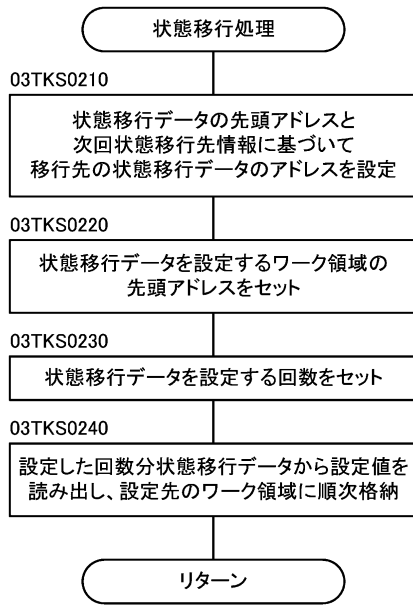 状態移行処理
03TKS0210
状態移行データの先頭アドレスと
次回状態移行先情報に基づいて
移行先の状態移行データのアドレスを設定
03TKS0220
状態移行データを設定するワーク領域の
先頭アドレスをセット
03TKS0230
状態移行データを設定する回数をセット
03TKS0240
設定した回数分状態移行データから設定値を
読み出し、設定先のワーク領域に順次格納
リターン